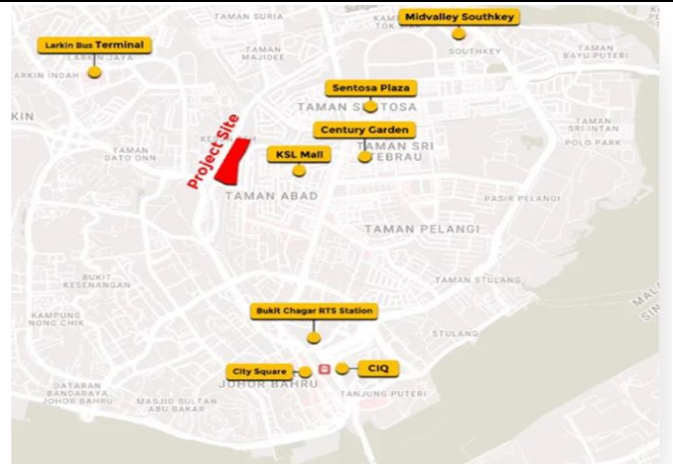 TAMAN SURIA
Midvalley Southkey
Larkin Bus Terminal
LARKIN JAYA
TAMAN
MAJIDEE
SOUTHKEY
TAMAN
BAYU PUTERI
LARKIN INDAH
Sentosa Plaza
TAMAN SENTOSA
KIN
Century Garden
TAMAN
SRI INTAN
POLO PARK
Project Site
TAMAN
DATO ONN
KSL Mall
TAMAN SRI
TEBRAU
TAMAN ABAD
PASIR PELANGI
TAMAN PELANGI
BUKIT
KESENANGAN
TAMAN STULANG
KAMPUNG
NONG CHIK
Bukit Chagar RTS Station
STULANG
City Square
CIQ
JOHOR BAHRU
DATARAN
BANDARAYA
JOHOR BAHRU
MASJID SULTAN
ABU BAKAR
TANJUNG PUTERI